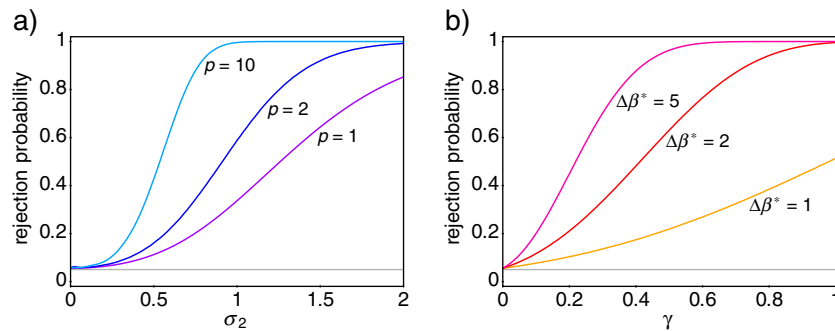 a)
rejection probability
1
0.8
0.6
0.4
0.2
0
p = 10
p = 2
p = 1
0 0.5 1 1.5 2
σ₂
b)
rejection probability
1
0.8
0.6
0.4
0.2
0
Δβ* = 5
Δβ* = 2
Δβ* = 1
0 0.2 0.4 0.6 0.8 1
γ